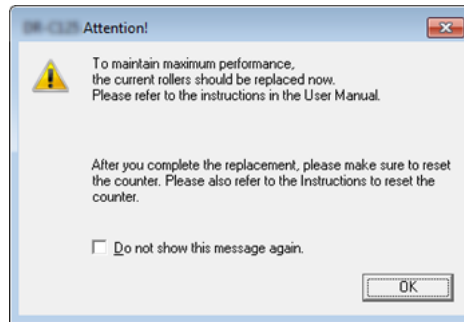 Attention!
To maintain maximum performance,
the current rollers should be replaced now.
Please refer to the instructions in the User Manual.
After you complete the replacement, please make sure to reset
the counter. Please also refer to the Instructions to reset the
counter.
Do not show this message again.
OK